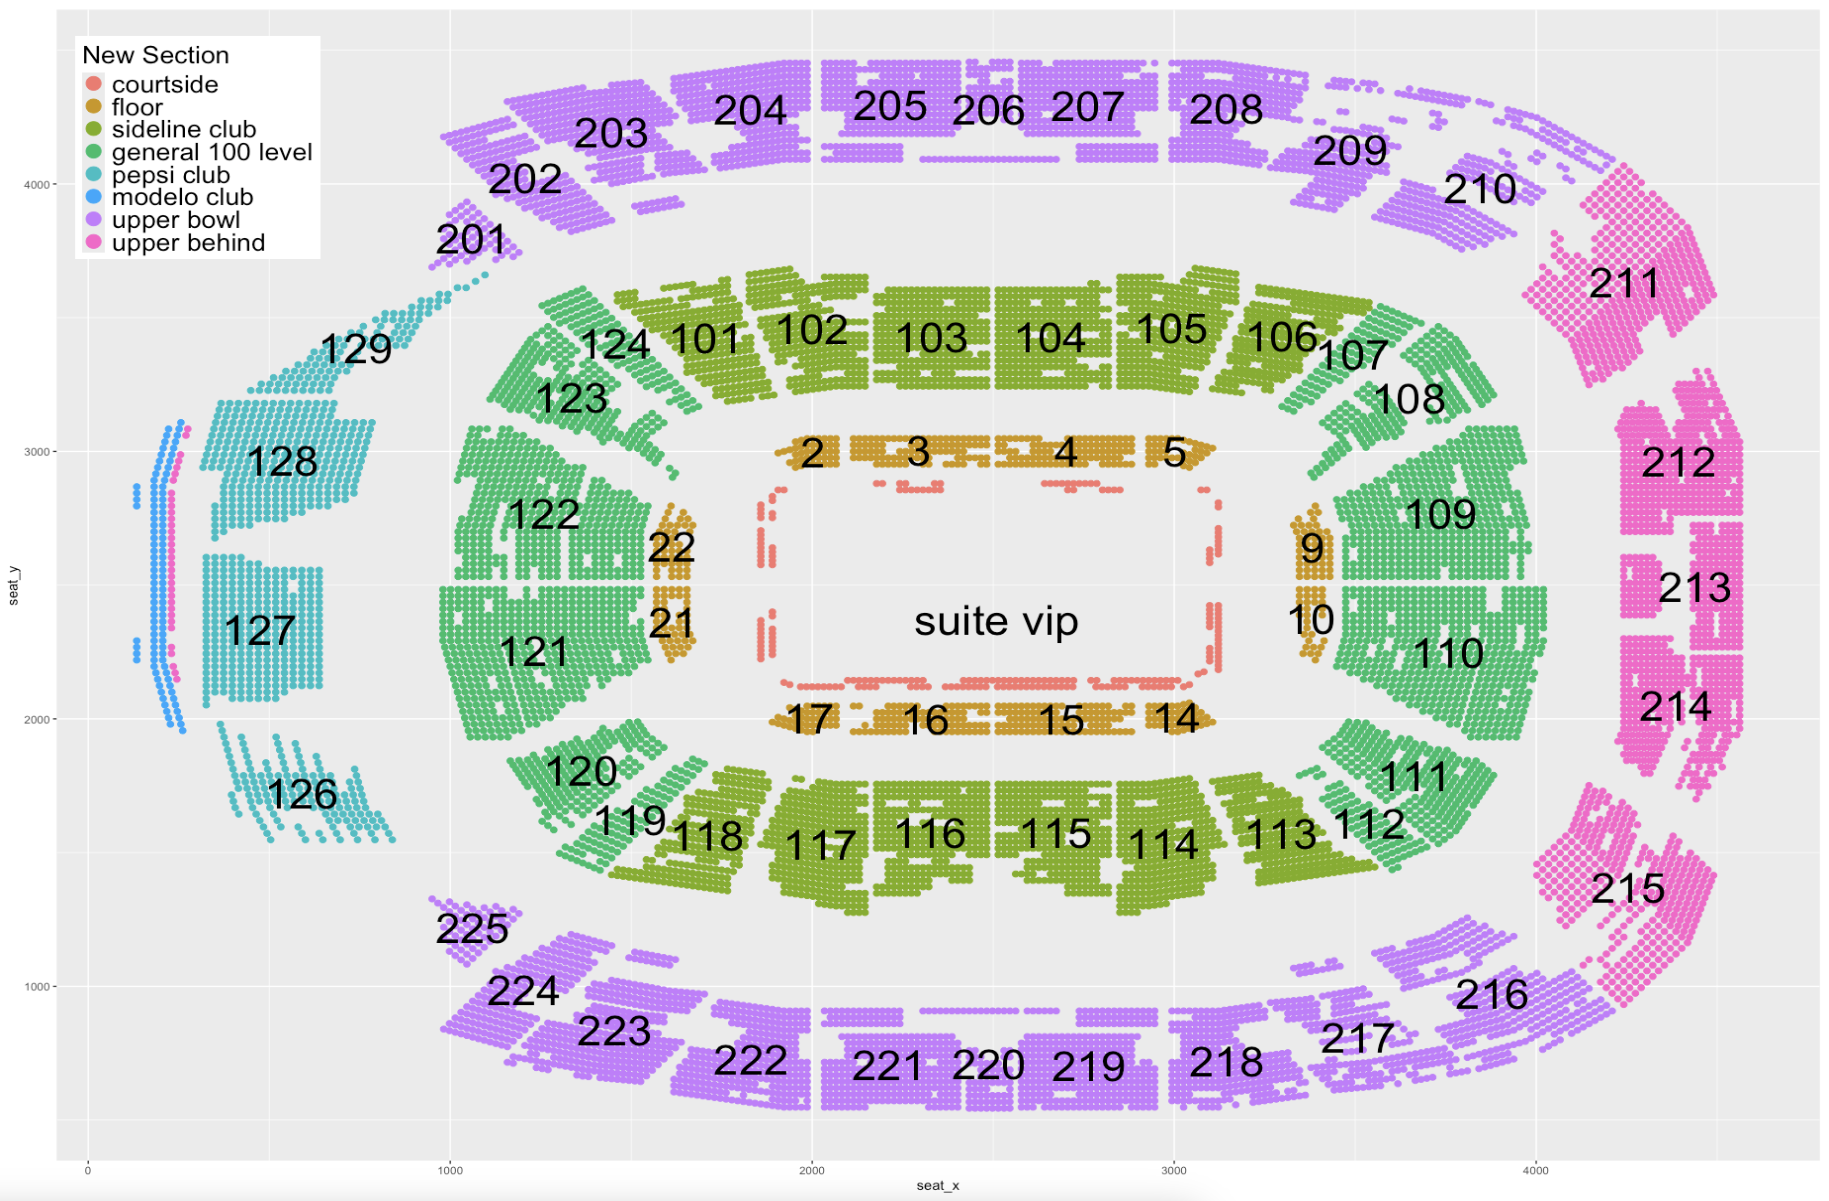 New Section
courtside
floor
sideline club
general 100 level
pepsi club
modelo club
upper bowl
upper behind
204 205 206 207 208
203 209
202 210
201 211
129 124 101 102 103 104 105 106 107
123 108
128 2 3 4 5 212
122 22 9 109
127 21 suite vip 10 213
121 110
17 16 15 14 214
126 120 111
119 118 117 116 115 114 113 112
225 215
224 216
223 217
222 221 220 219 218
4000
3000
2000
1000
seat_y
0 1000 2000 3000 4000
seat_x